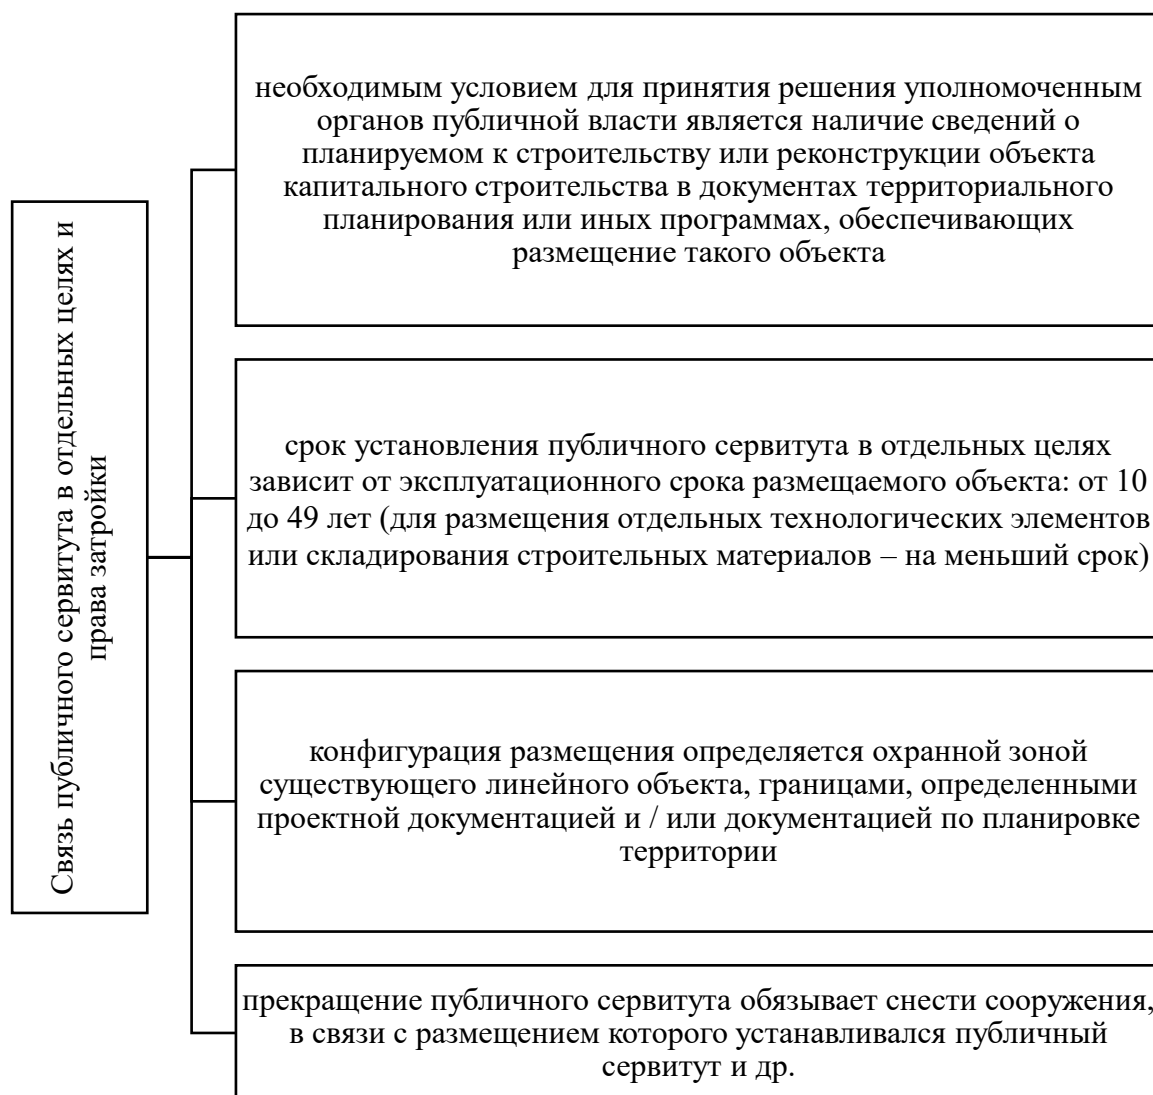 Связь публичного сервитута в отдельных целях и
права затройки
необходимым условием для принятия решения уполномоченным
органов публичной власти является наличие сведений о
планируемом к строительству или реконструкции объекта
капитального строительства в документах территориального
планирования или иных программах, обеспечивающих
размещение такого объекта
срок установления публичного сервитута в отдельных целях
зависит от эксплуатационного срока размещаемого объекта: от 10
до 49 лет (для размещения отдельных технологических элементов
или складирования строительных материалов – на меньший срок)
конфигурация размещения определяется охранной зоной
существующего линейного объекта, границами, определенными
проектной документацией и / или документацией по планировке
территории
прекращение публичного сервитута обязывает снести сооружения,
в связи с размещением которого устанавливался публичный
сервитут и др.